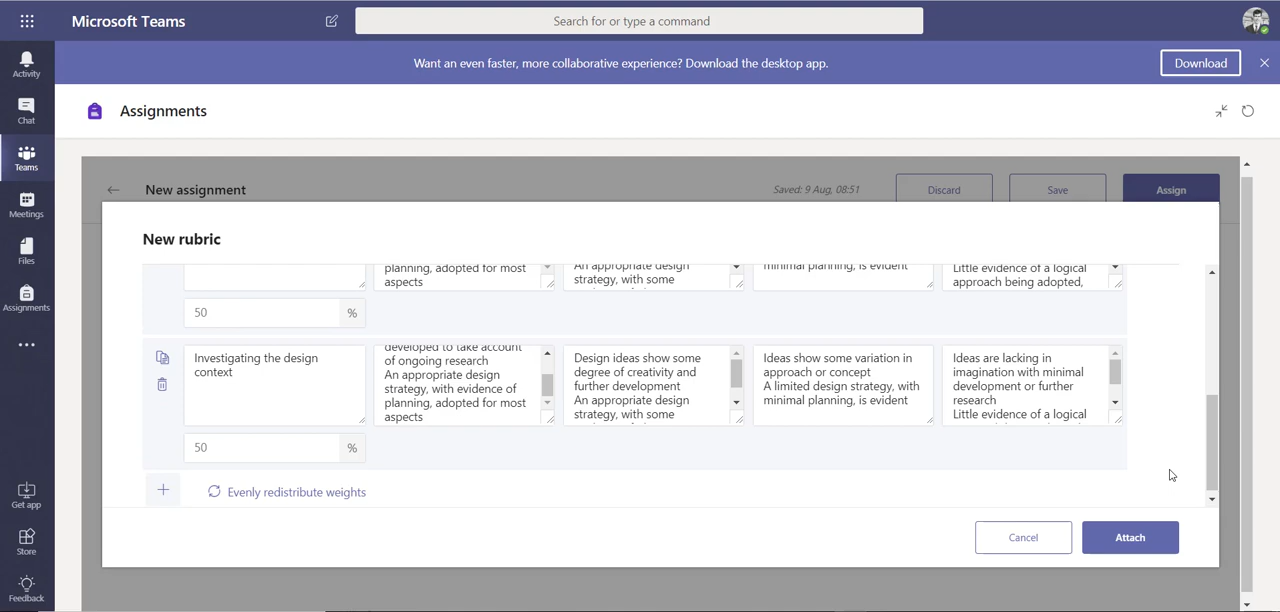 Microsoft Teams
Search for or type a command
Activity
Want an even faster, more collaborative experience? Download the desktop app.
Download
Chat
Assignments
Teams
New assignment
Saved: 9 Aug, 08:51
Discard
Save
Assign
Meetings
New rubric
Files
planning, adopted for most
aspects
An appropriate design
strategy, with some
minimal planning, is evident
Little evidence of a logical
approach being adopted,
Assignments
50
%
Investigating the design
context
developed to take account
of ongoing research
An appropriate design
strategy, with evidence of
planning, adopted for most
aspects
Design ideas show some
degree of creativity and
further development
An appropriate design
strategy, with some
Ideas show some variation in
approach or concept
A limited design strategy, with
minimal planning, is evident
Ideas are lacking in
imagination with minimal
development or further
research
Little evidence of a logical
50
%
Evenly redistribute weights
Get app
Cancel
Attach
Store
Feedback